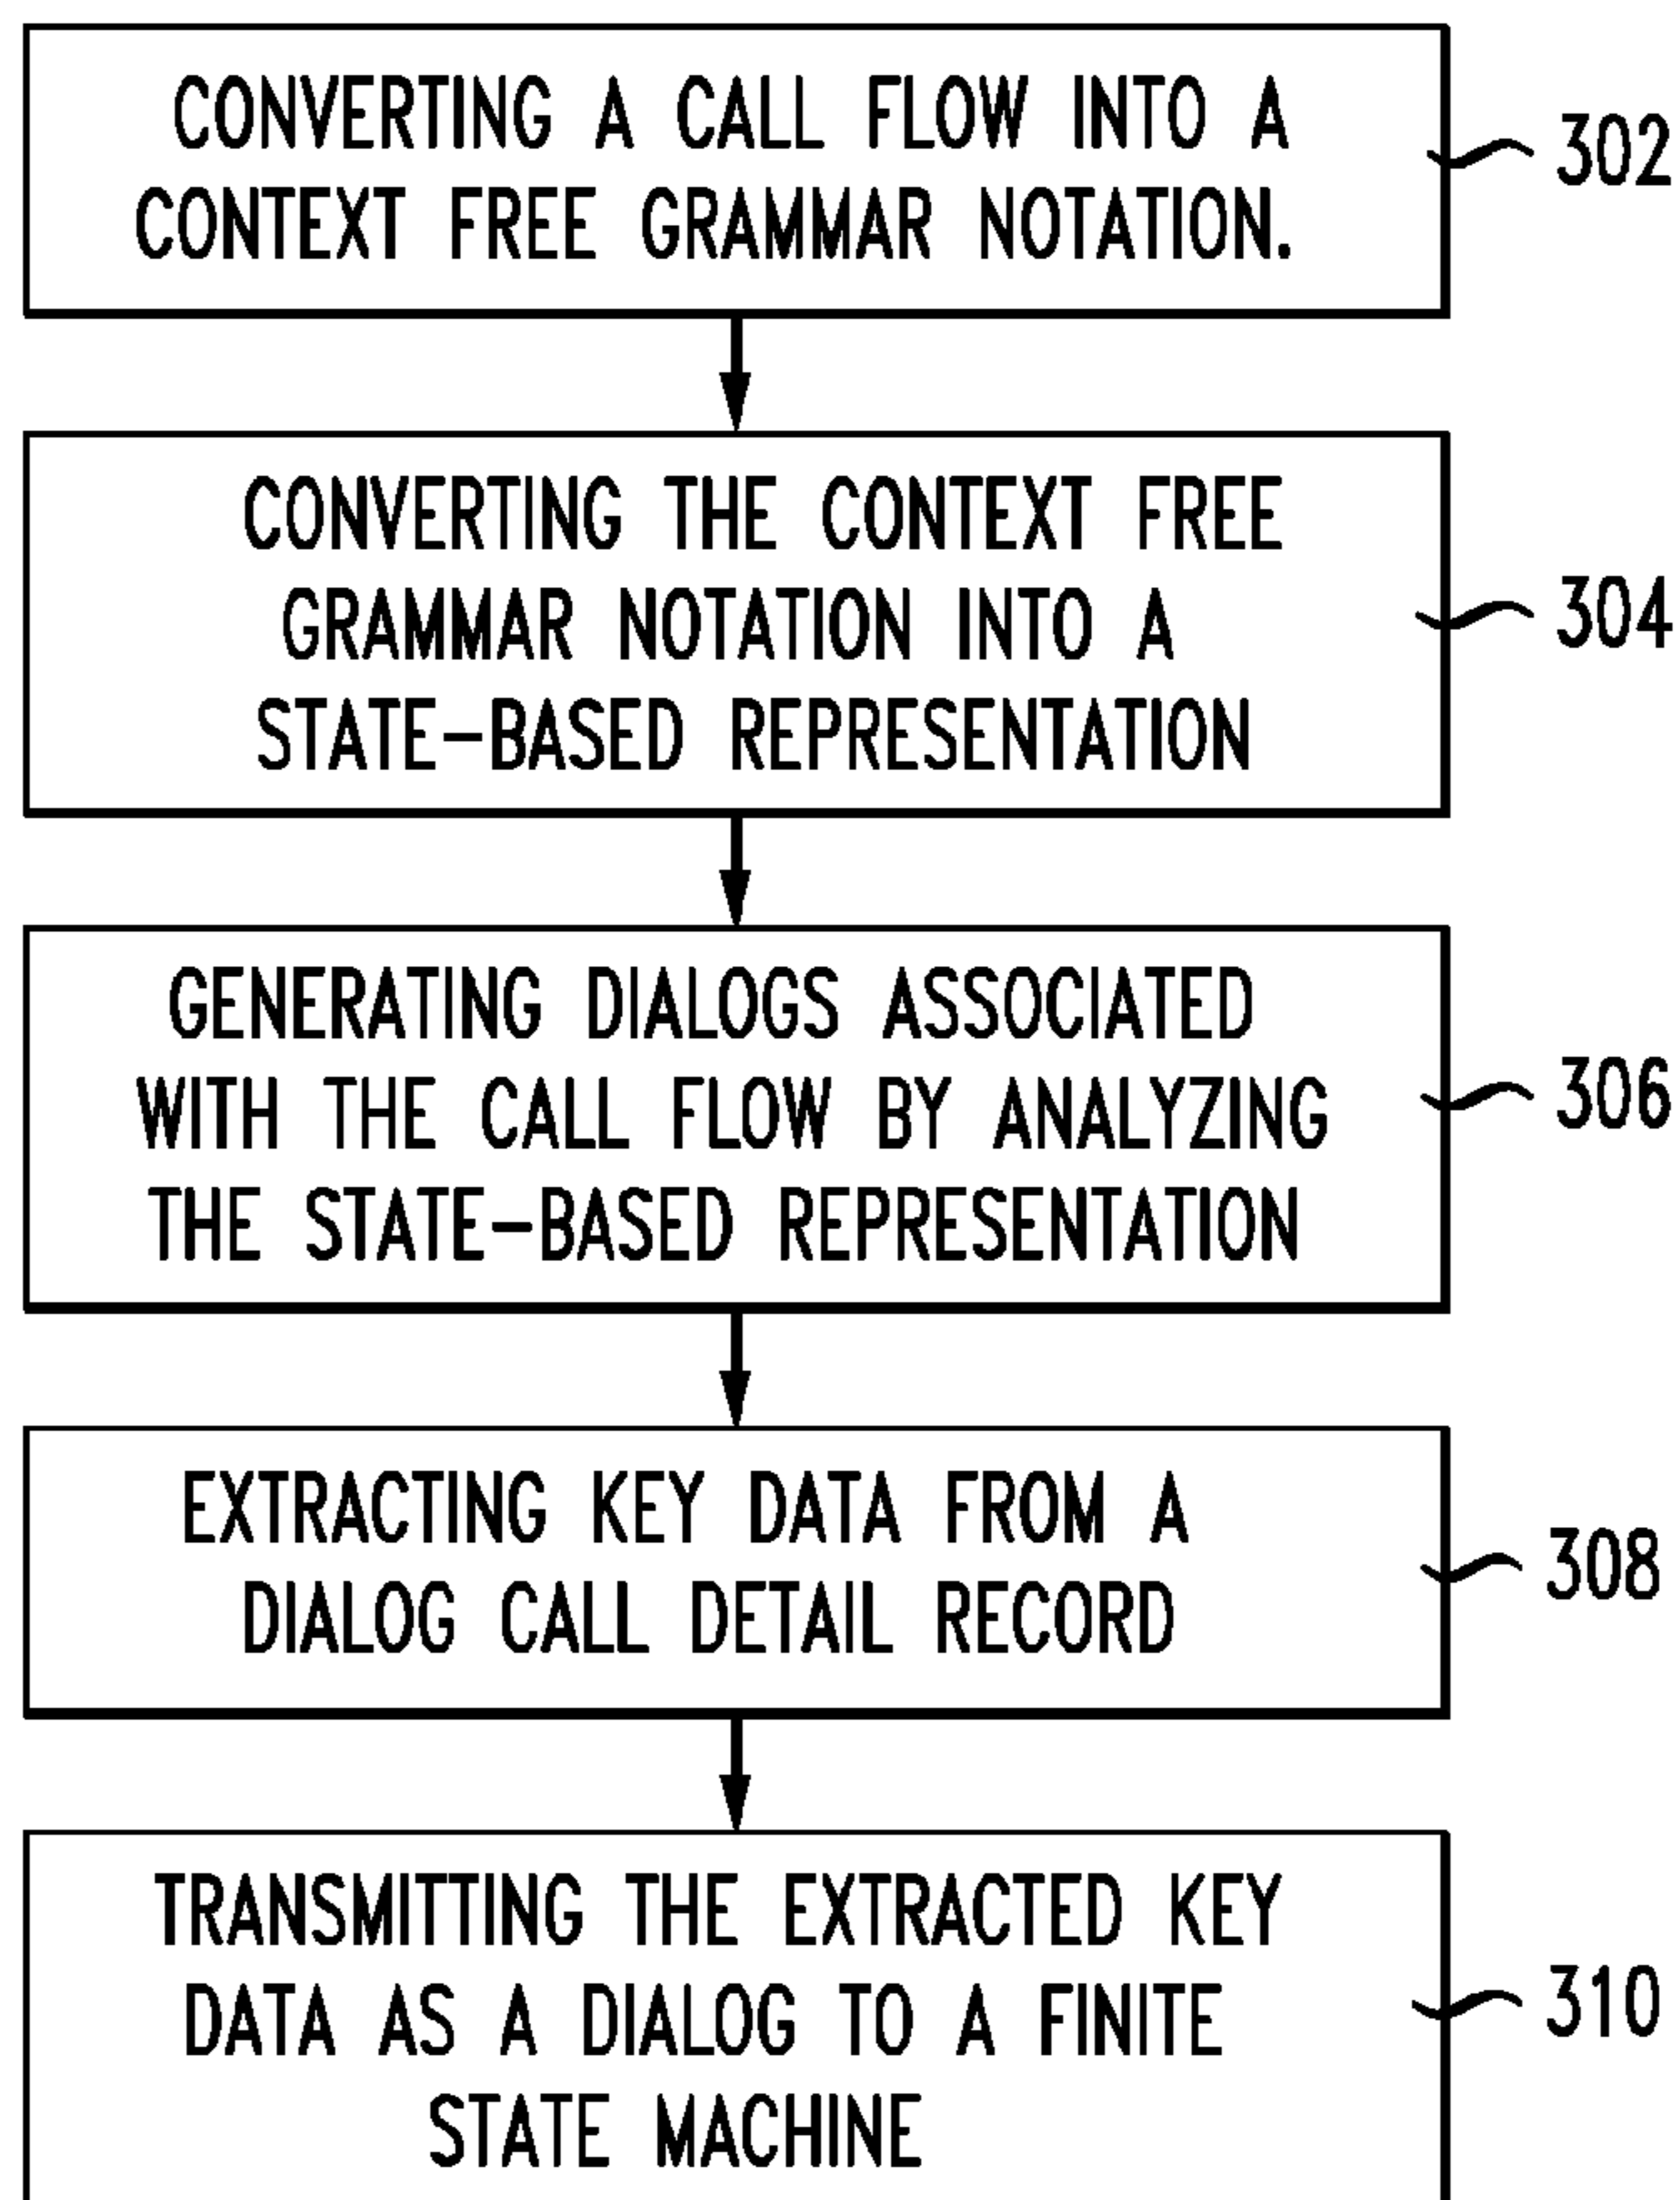 CONVERTING A CALL FLOW INTO A
CONTEXT FREE GRAMMAR NOTATION.
302
CONVERTING THE CONTEXT FREE
GRAMMAR NOTATION INTO A
STATE-BASED REPRESENTATION
304
GENERATING DIALOGS ASSOCIATED
WITH THE CALL FLOW BY ANALYZING
THE STATE-BASED REPRESENTATION
306
EXTRACTING KEY DATA FROM A
DIALOG CALL DETAIL RECORD
308
TRANSMITTING THE EXTRACTED KEY
DATA AS A DIALOG TO A FINITE
STATE MACHINE
310